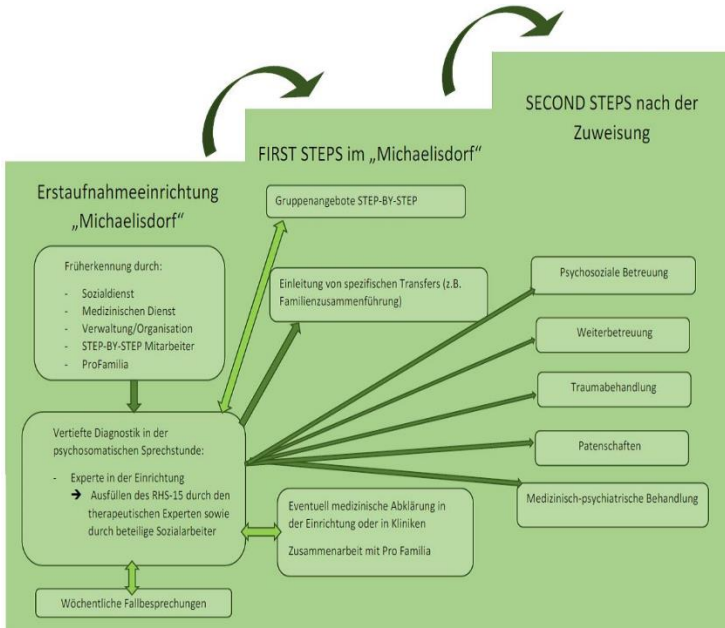 Erstaufnahmeeinrichtung
„Michaelisdorf“
Früherkennung durch:
- Sozialdienst
- Medizinischen Dienst
- Verwaltung/Organisation
- STEP-BY-STEP Mitarbeiter
- ProFamilia
Vertiefte Diagnostik in der
psychosomatischen Sprechstunde:
- Experte in der Einrichtung
➔ Ausfüllen des RHS-15 durch den
therapeutischen Experten sowie
durch beteilige Sozialarbeiter
Wöchentliche Fallbesprechungen
FIRST STEPS im „Michaelisdorf“
Gruppenangebote STEP-BY-STEP
Einleitung von spezifischen Transfers (z.B.
Familienzusammenführung)
Eventuell medizinische Abklärung in
der Einrichtung oder in Kliniken
Zusammenarbeit mit Pro Familia
SECOND STEPS nach der
Zuweisung
Psychosoziale Betreuung
Weiterbetreuung
Traumabehandlung
Patenschaften
Medizinisch-psychiatrische Behandlung